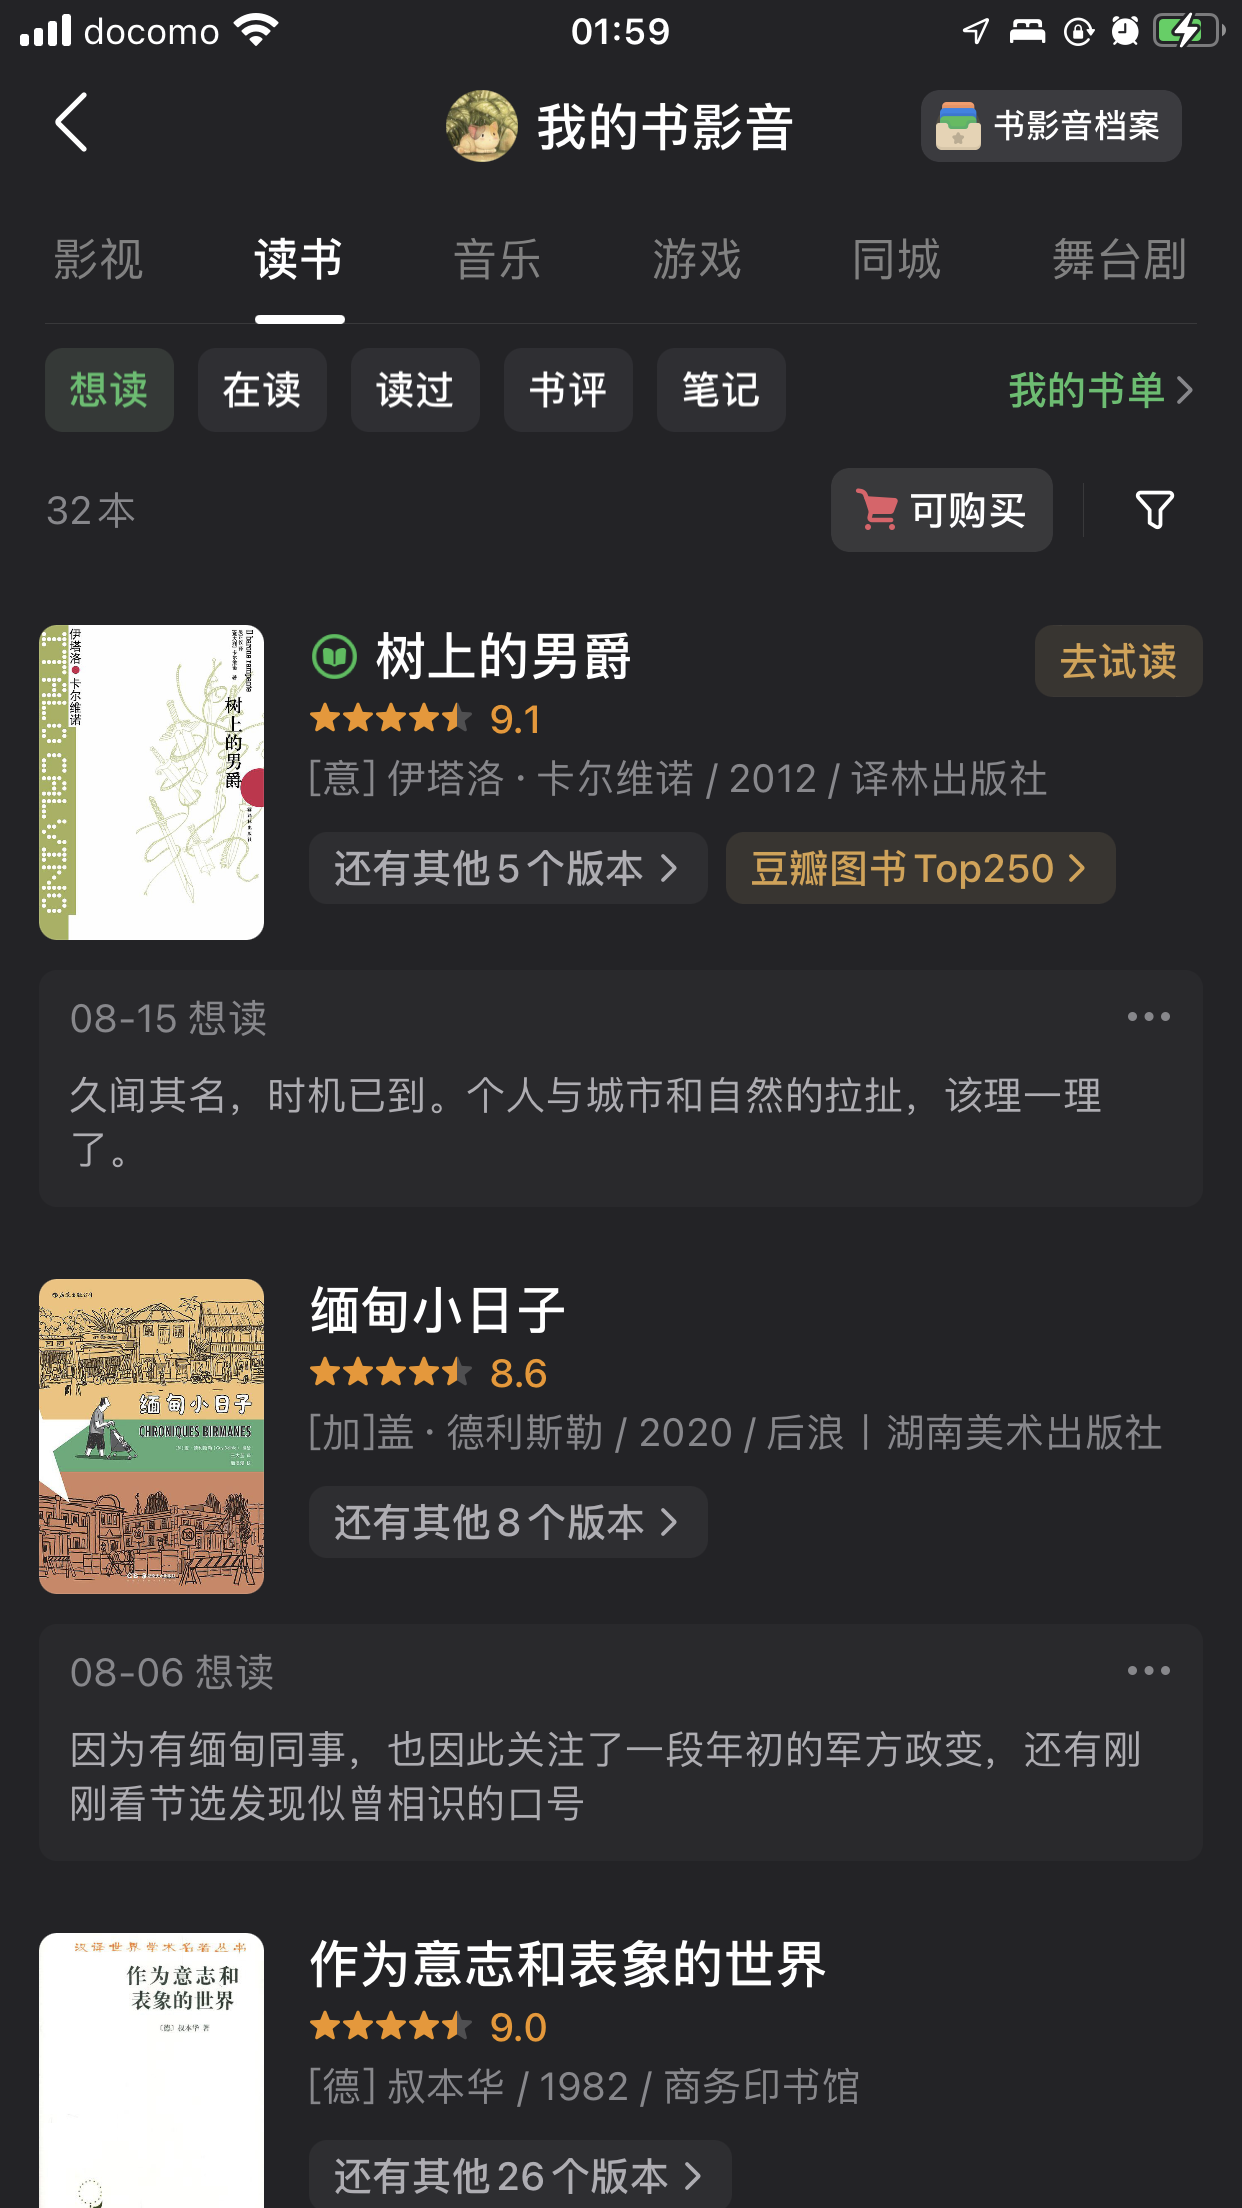 docomo 01:59
我的书影音
书影音档案
影视 读书 音乐 游戏 同城 舞台剧
想读 在读 读过 书评 笔记 我的书单
32本
可购买
伊塔洛·卡尔维诺
Il barone rampante
树上的男爵
树上的男爵
去试读
9.1
[意] 伊塔洛·卡尔维诺 / 2012 / 译林出版社
还有其他5个版本
豆瓣图书Top250
08-15 想读
久闻其名，时机已到。个人与城市和自然的拉扯，该理一理
了。
缅甸小日子
CHRONIQUES BIRMANES
缅甸小日子
8.6
[加]盖·德利斯勒 / 2020 / 后浪丨湖南美术出版社
还有其他8个版本
08-06 想读
因为有缅甸同事，也因此关注了一段年初的军方政变，还有刚
刚看节选发现似曾相识的口号
汉译世界学术名著丛书
作为意志和
表象的世界
〔德〕叔本华 著
作为意志和表象的世界
9.0
[德] 叔本华 / 1982 / 商务印书馆
还有其他26个版本